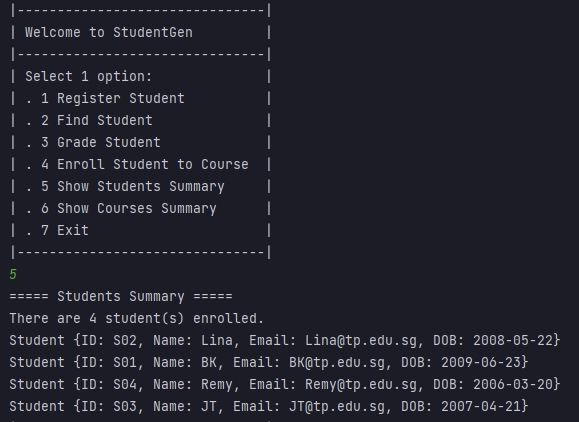 |-------------------------------|
| Welcome to StudentGen         |
|-------------------------------|
| Select 1 option:              |
| . 1 Register Student          |
| . 2 Find Student              |
| . 3 Grade Student             |
| . 4 Enroll Student to Course  |
| . 5 Show Students Summary     |
| . 6 Show Courses Summary      |
| . 7 Exit                      |
|-------------------------------|
5
===== Students Summary =====
There are 4 student(s) enrolled.
Student {ID: S02, Name: Lina, Email: Lina@tp.edu.sg, DOB: 2008-05-22}
Student {ID: S01, Name: BK, Email: BK@tp.edu.sg, DOB: 2009-06-23}
Student {ID: S04, Name: Remy, Email: Remy@tp.edu.sg, DOB: 2006-03-20}
Student {ID: S03, Name: JT, Email: JT@tp.edu.sg, DOB: 2007-04-21}